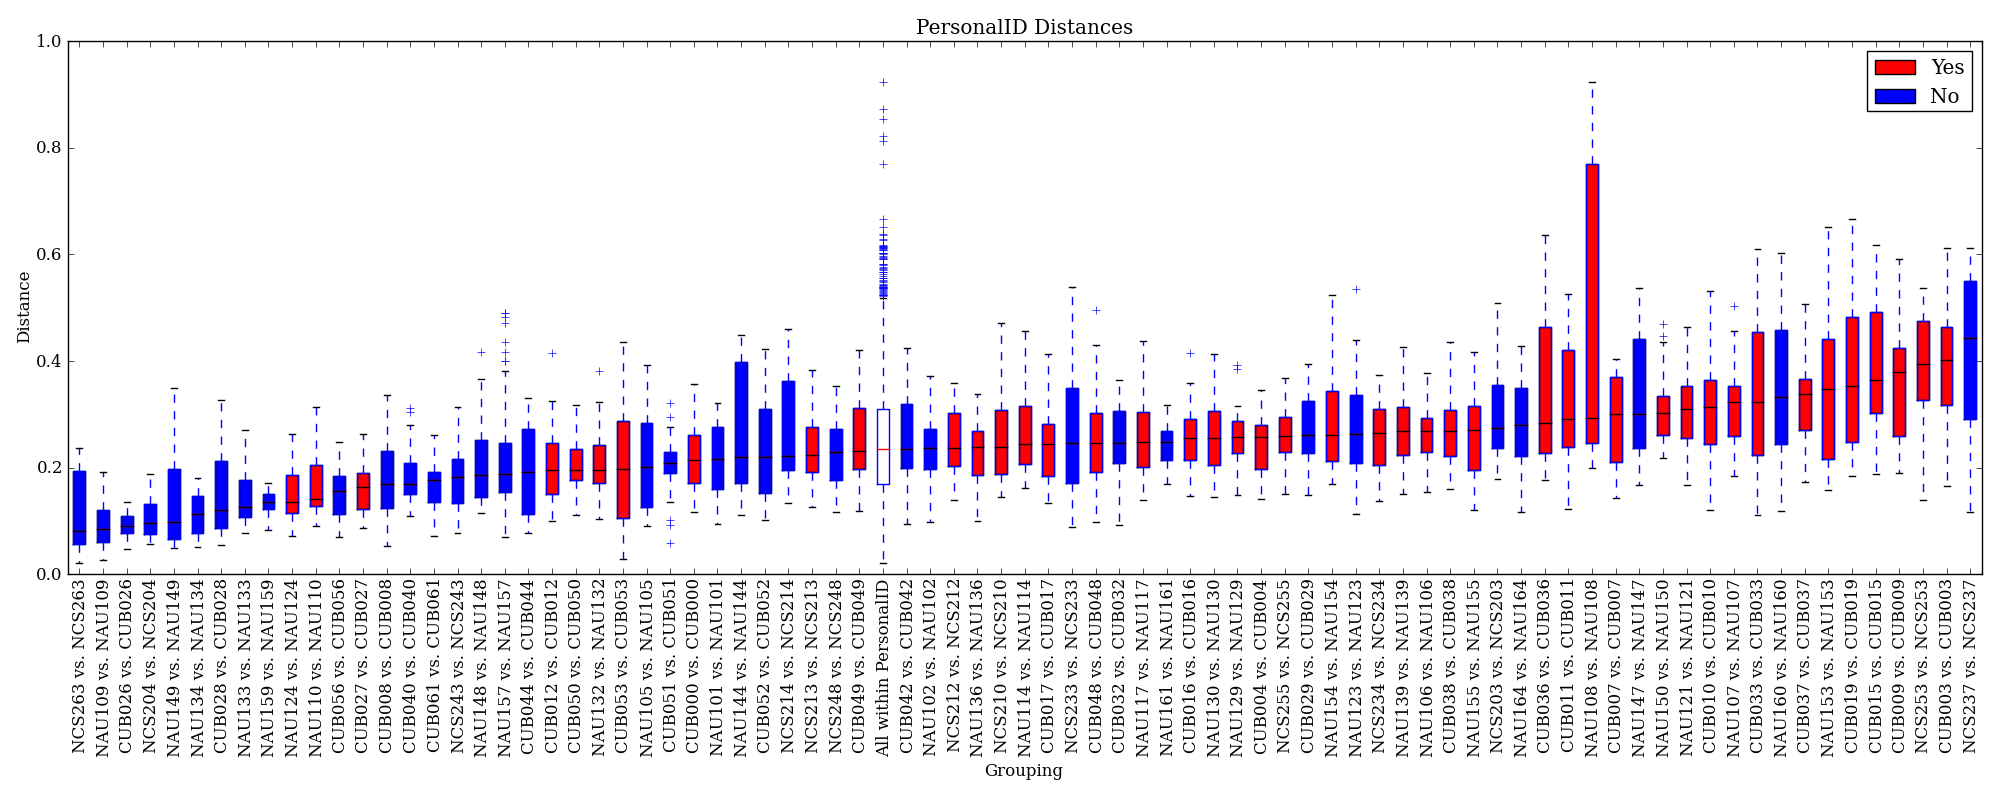 PersonalID Distances
Yes
No
Distance
1.0
0.8
0.6
0.4
0.2
0.0
NCS263 vs. NCS263
NAU109 vs. NAU109
CUB026 vs. CUB026
NCS204 vs. NCS204
NAU149 vs. NAU149
NAU134 vs. NAU134
CUB028 vs. CUB028
NAU133 vs. NAU133
NAU159 vs. NAU159
NAU124 vs. NAU124
NAU110 vs. NAU110
CUB056 vs. CUB056
CUB027 vs. CUB027
CUB008 vs. CUB008
CUB040 vs. CUB040
CUB061 vs. CUB061
NCS243 vs. NCS243
NAU148 vs. NAU148
NAU157 vs. NAU157
CUB044 vs. CUB044
CUB012 vs. CUB012
CUB050 vs. CUB050
NAU132 vs. NAU132
CUB053 vs. CUB053
NAU105 vs. NAU105
CUB051 vs. CUB051
CUB000 vs. CUB000
NAU101 vs. NAU101
NAU144 vs. NAU144
CUB052 vs. CUB052
NCS214 vs. NCS214
NCS213 vs. NCS213
NCS248 vs. NCS248
CUB049 vs. CUB049
All within PersonalID
CUB042 vs. CUB042
NAU102 vs. NAU102
NCS212 vs. NCS212
NAU136 vs. NAU136
NCS210 vs. NCS210
NAU114 vs. NAU114
CUB017 vs. CUB017
NCS233 vs. NCS233
CUB048 vs. CUB048
CUB032 vs. CUB032
NAU117 vs. NAU117
NAU161 vs. NAU161
CUB016 vs. CUB016
NAU130 vs. NAU130
NAU129 vs. NAU129
CUB004 vs. CUB004
NCS255 vs. NCS255
CUB029 vs. CUB029
NAU154 vs. NAU154
NAU123 vs. NAU123
NCS234 vs. NCS234
NAU139 vs. NAU139
NAU106 vs. NAU106
CUB038 vs. CUB038
NAU155 vs. NAU155
NCS203 vs. NCS203
NAU164 vs. NAU164
CUB036 vs. CUB036
CUB011 vs. CUB011
NAU108 vs. NAU108
CUB007 vs. CUB007
NAU147 vs. NAU147
NAU150 vs. NAU150
NAU121 vs. NAU121
CUB010 vs. CUB010
NAU107 vs. NAU107
CUB033 vs. CUB033
NAU160 vs. NAU160
CUB037 vs. CUB037
NAU153 vs. NAU153
CUB019 vs. CUB019
CUB015 vs. CUB015
CUB009 vs. CUB009
NCS253 vs. NCS253
CUB003 vs. CUB003
NCS237 vs. NCS237
Grouping